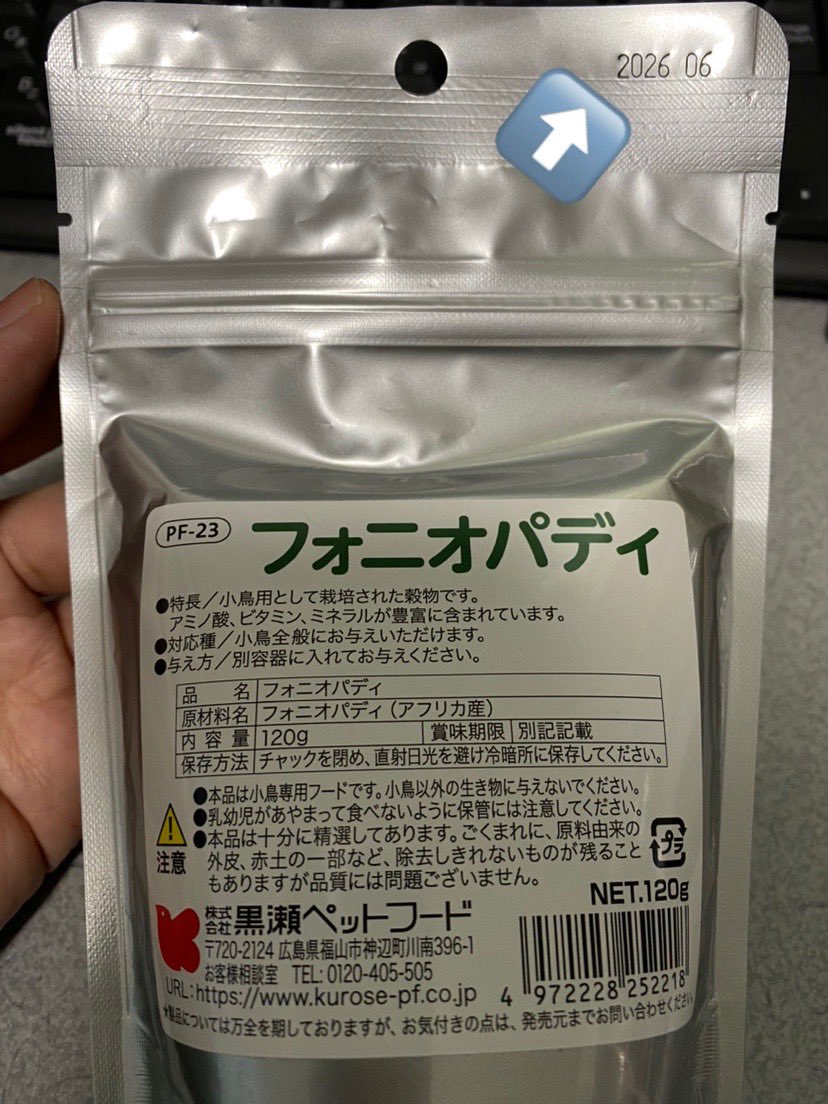 2026 06
PF-23 フォニオパディ
●特長／小鳥用として栽培された穀物です。
アミノ酸、ビタミン、ミネラルが豊富に含まれています。
●対応種／小鳥全般にお与えいただけます。
●与え方／別容器に入れてお与えください。
品名 フォニオパディ
原材料名 フォニオパディ（アフリカ産）
内容量 120g 賞味期限 別記記載
保存方法 チャックを閉め、直射日光を避け冷暗所に保存してください。
●本品は小鳥専用フードです。小鳥以外の生き物に与えないでください。
●乳幼児があやまって食べないように保管には注意してください。
●本品は十分に精選してあります。ごくまれに、原料由来の
外皮、赤土の一部など、除去しきれないものが残ること
もありますが品質には問題ございません。
注意
プラ
NET.120g
株式会社 黒瀬ペットフード
〒720-2124 広島県福山市神辺町川南396-1
お客様相談室 TEL: 0120-405-505
URL:https://www.kurose-pf.co.jp
4 972228 252218
★製品については万全を期しておりますが、お気付きの点は、発売元までお問い合わせください。